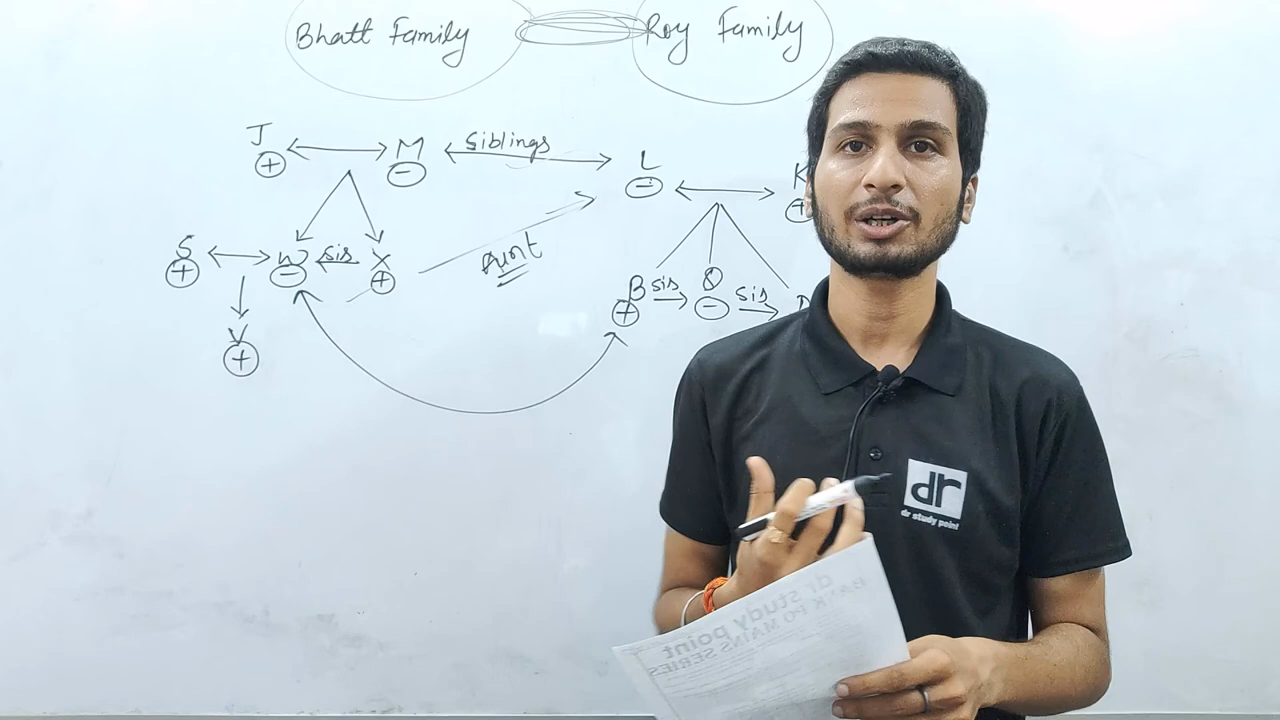 Bhatt Family
Roy Family
J
M
Siblings
L
K
+
-
-
+
aunt
S
W
sis
X
+
-
+
B
sis
Q
sis
+
-
V
+
dr
dr study point
dr study point
BANK PO MAINS SERIES